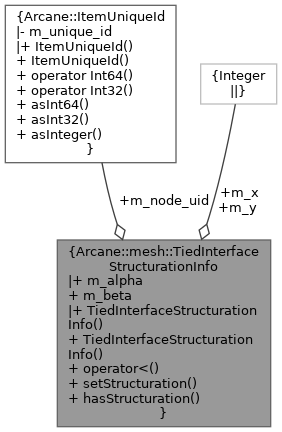 {Arcane::ItemUniqueId
|- m_unique_id
|+ ItemUniqueId()
+ ItemUniqueId()
+ operator Int64()
+ operator Int32()
+ asInt64()
+ asInt32()
+ asInteger()
}
{Integer
||}
+m_node_uid
+m_x
+m_y
{Arcane::mesh::TiedInterface
StructurationInfo
|+ m_alpha
+ m_beta
|+ TiedInterfaceStructuration
Info()
+ TiedInterfaceStructuration
Info()
+ operator<()
+ setStructuration()
+ hasStructuration()
}